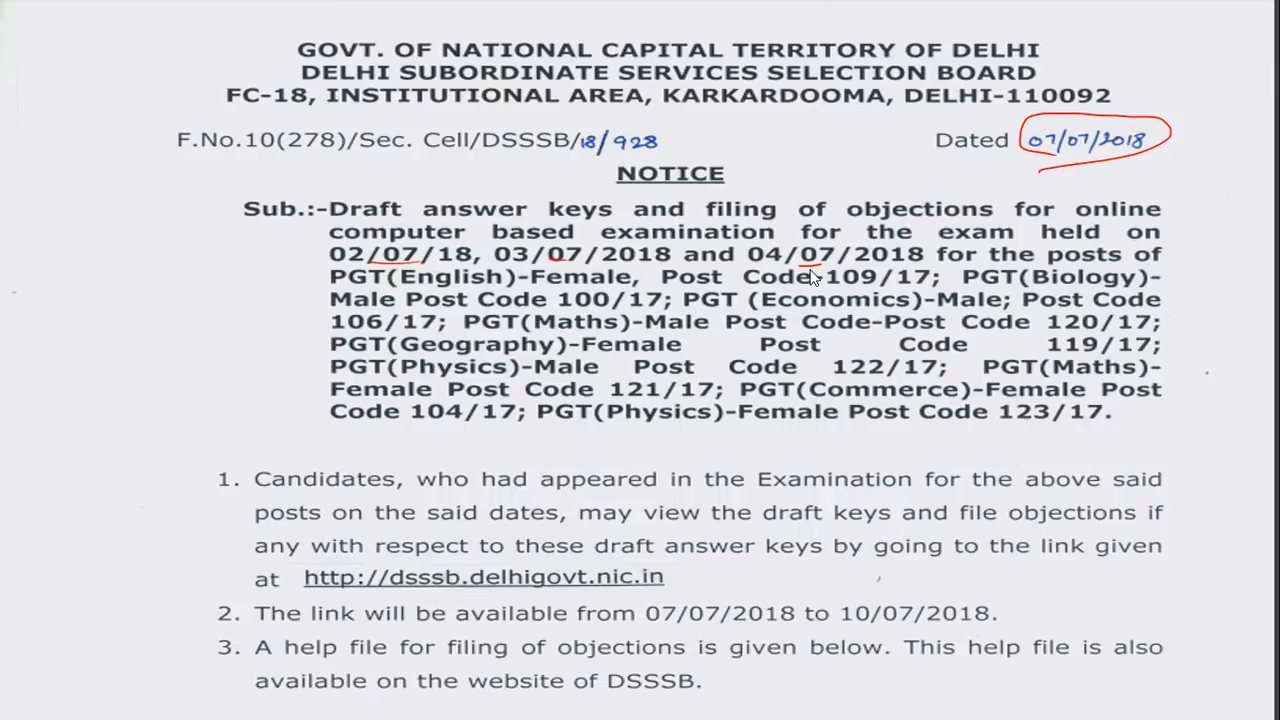 GOVT. OF NATIONAL CAPITAL TERRITORY OF DELHI
DELHI SUBORDINATE SERVICES SELECTION BOARD
FC-18, INSTITUTIONAL AREA, KARKARDOOMA, DELHI-110092
F.No.10(278)/Sec. Cell/DSSSB/18/928 Dated 07/07/2018
NOTICE
Sub.:-Draft answer keys and filing of objections for online
computer based examination for the exam held on
02/07/18, 03/07/2018 and 04/07/2018 for the posts of
PGT(English)-Female, Post Code-109/17; PGT(Biology)-
Male Post Code 100/17; PGT (Economics)-Male; Post Code
106/17; PGT(Maths)-Male Post Code-Post Code 120/17;
PGT(Geography)-Female Post Code 119/17;
PGT(Physics)-Male Post Code 122/17; PGT(Maths)-
Female Post Code 121/17; PGT(Commerce)-Female Post
Code 104/17; PGT(Physics)-Female Post Code 123/17.
1. Candidates, who had appeared in the Examination for the above said
posts on the said dates, may view the draft keys and file objections if
any with respect to these draft answer keys by going to the link given
at http://dsssb.delhigovt.nic.in
2. The link will be available from 07/07/2018 to 10/07/2018.
3. A help file for filing of objections is given below. This help file is also
available on the website of DSSSB.